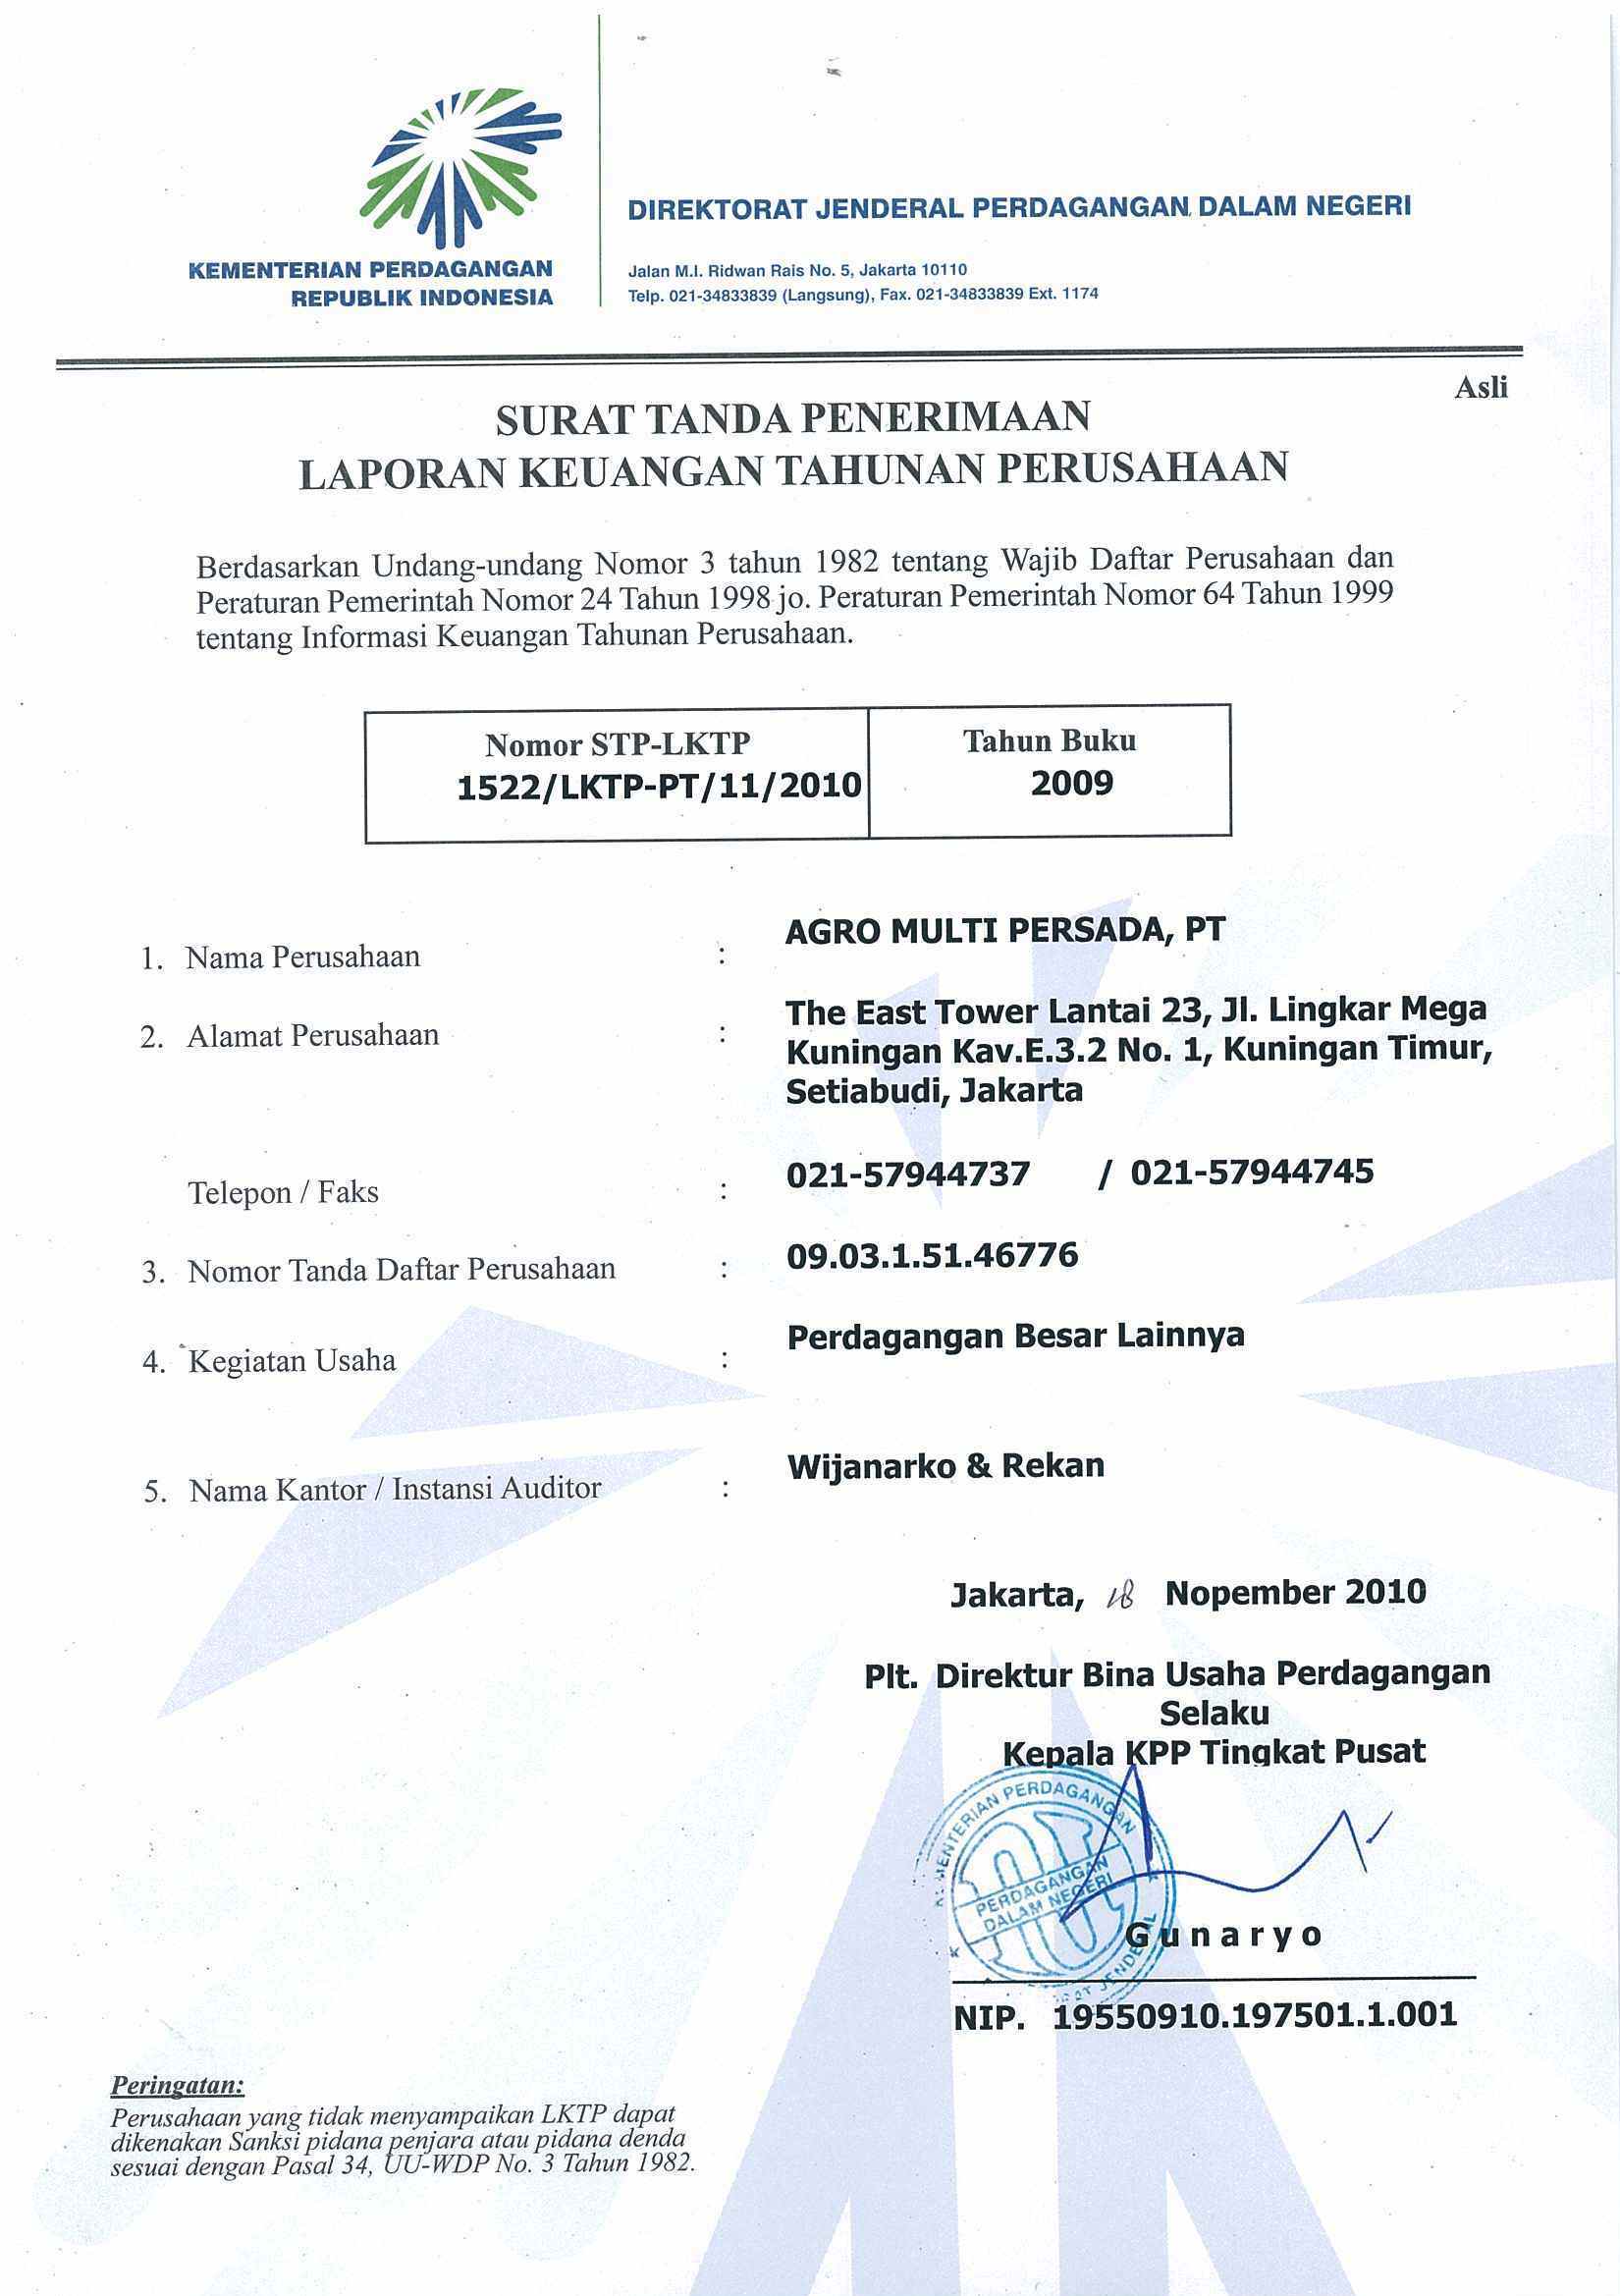 KEMENTERIAN PERDAGANGAN
REPUBLIK INDONESIA
DIREKTORAT JENDERAL PERDAGANGAN DALAM NEGERI
Jalan M.I. Ridwan Rais No. 5, Jakarta 10110
Telp. 021-34833839 (Langsung), Fax. 021-34833839 Ext. 1174
Asli
SURAT TANDA PENERIMAAN
LAPORAN KEUANGAN TAHUNAN PERUSAHAAN
Berdasarkan Undang-undang Nomor 3 tahun 1982 tentang Wajib Daftar Perusahaan dan
Peraturan Pemerintah Nomor 24 Tahun 1998 jo. Peraturan Pemerintah Nomor 64 Tahun 1999
tentang Informasi Keuangan Tahunan Perusahaan.
Nomor STP-LKTP Tahun Buku
1522/LKTP-PT/11/2010 2009
1. Nama Perusahaan : AGRO MULTI PERSADA, PT
2. Alamat Perusahaan : The East Tower Lantai 23, Jl. Lingkar Mega
Kuningan Kav.E.3.2 No. 1, Kuningan Timur,
Setiabudi, Jakarta
Telepon / Faks : 021-57944737 / 021-57944745
3. Nomor Tanda Daftar Perusahaan : 09.03.1.51.46776
4. Kegiatan Usaha : Perdagangan Besar Lainnya
5. Nama Kantor / Instansi Auditor : Wijanarko & Rekan
Jakarta, 18 Nopember 2010
Plt. Direktur Bina Usaha Perdagangan
Selaku
Kepala KPP Tingkat Pusat
PERDAGANGAN
PERDAGANGAN
DALAM NEGERI
Gunaryo
NIP. 19550910.197501.1.001
Peringatan:
Perusahaan yang tidak menyampaikan LKTP dapat
dikenakan Sanksi pidana penjara atau pidana denda
sesuai dengan Pasal 34, UU-WDP No. 3 Tahun 1982.